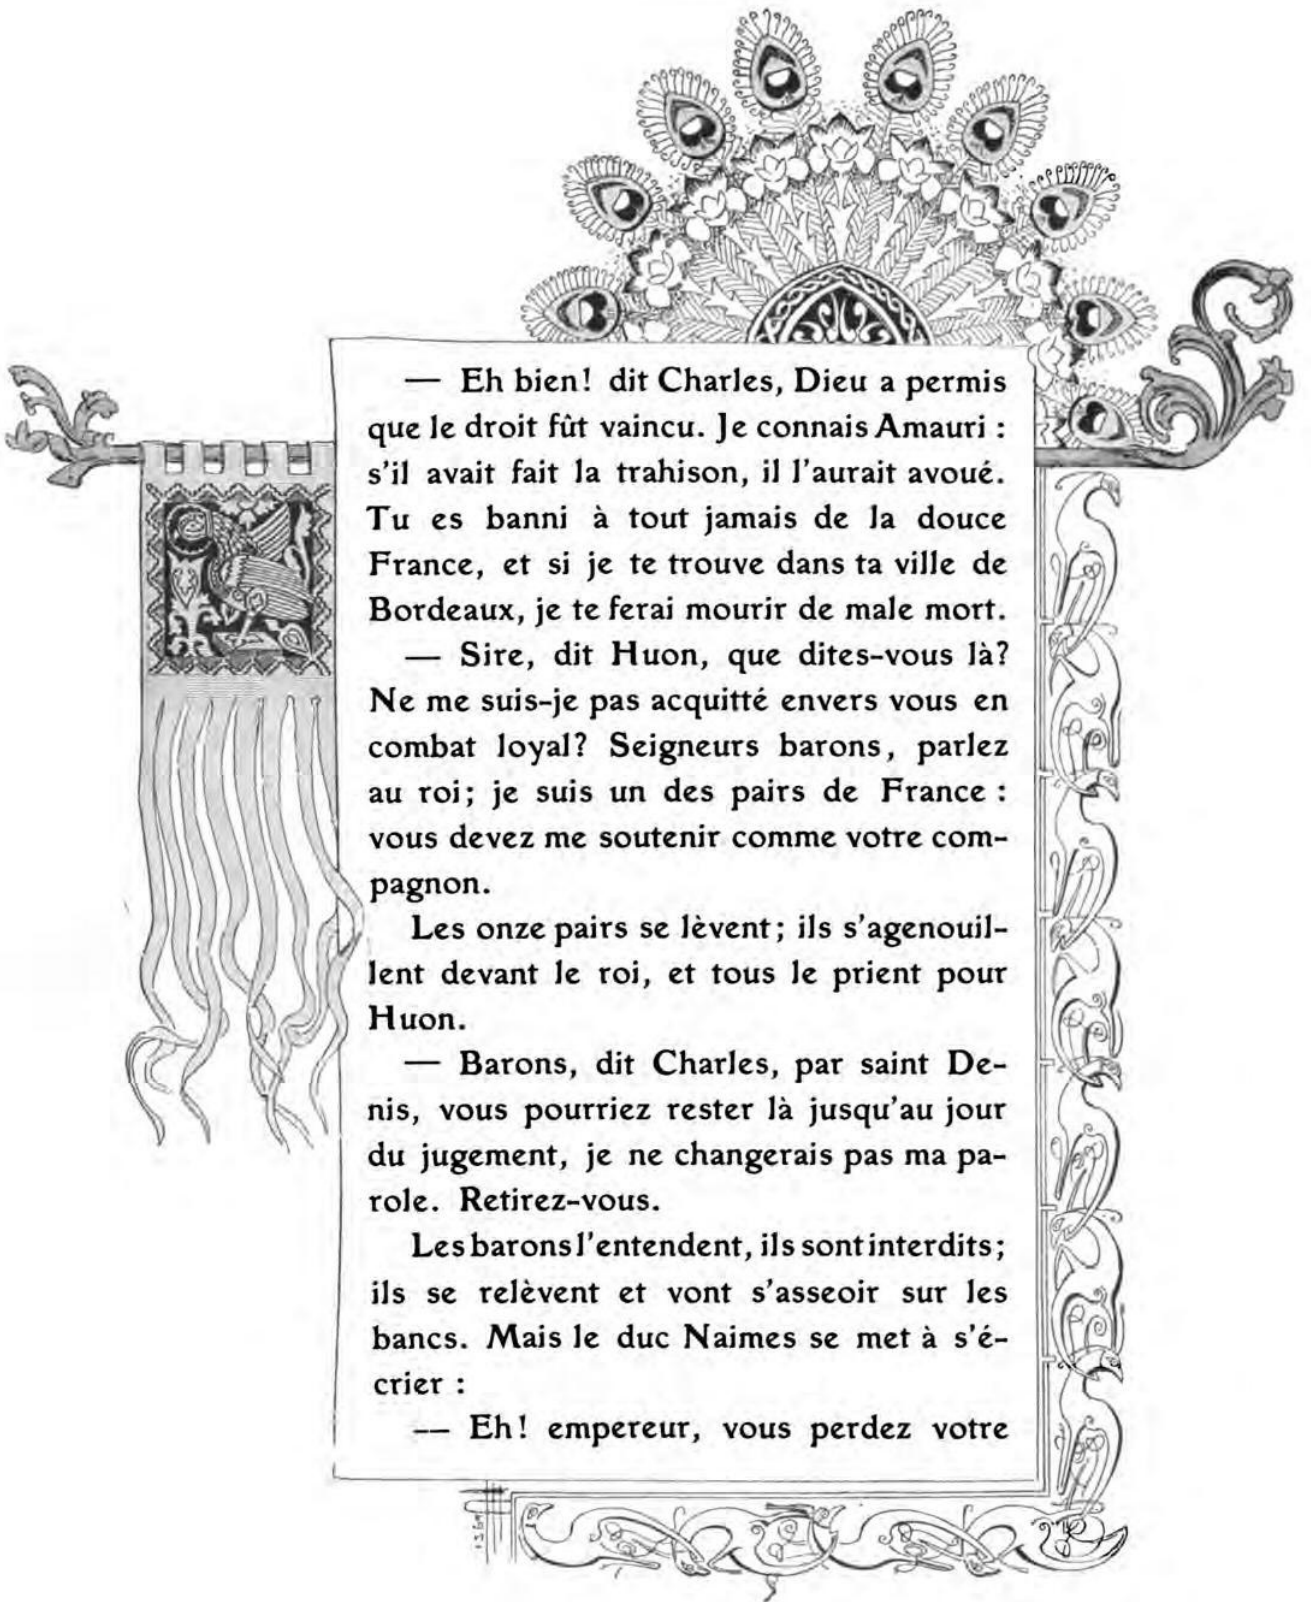 — Eh bien! dit Charles, Dieu a permis
que le droit fût vaincu. Je connais Amauri :
s'il avait fait la trahison, il l'aurait avoué.
Tu es banni à tout jamais de la douce
France, et si je te trouve dans ta ville de
Bordeaux, je te ferai mourir de male mort.
— Sire, dit Huon, que dites-vous là?
Ne me suis-je pas acquitté envers vous en
combat loyal? Seigneurs barons, parlez
au roi; je suis un des pairs de France :
vous devez me soutenir comme votre com-
pagnon.
Les onze pairs se lèvent; ils s'agenouil-
lent devant le roi, et tous le prient pour
Huon.
— Barons, dit Charles, par saint De-
nis, vous pourriez rester là jusqu'au jour
du jugement, je ne changerais pas ma pa-
role. Retirez-vous.
Les barons l'entendent, ils sont interdits;
ils se relèvent et vont s'asseoir sur les
bancs. Mais le duc Naimes se met à s'é-
crier :
— Eh! empereur, vous perdez votre